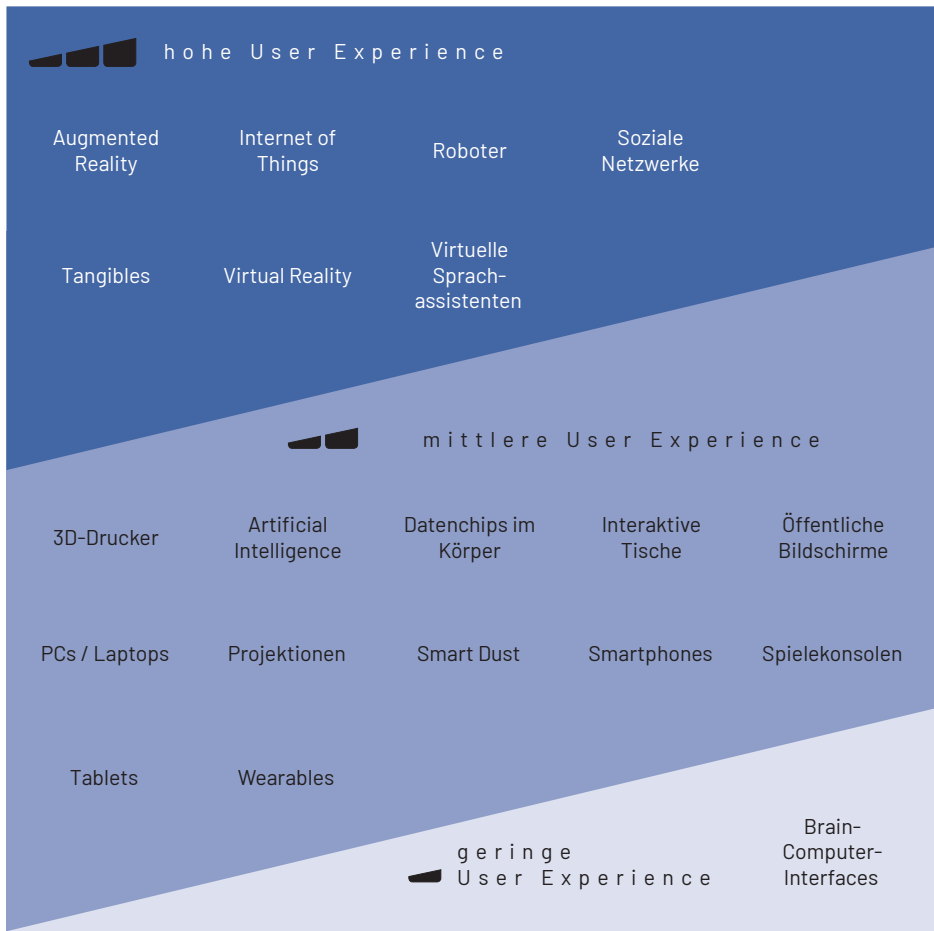 hohe User Experience
Augmented
Reality
Internet of
Things
Roboter
Soziale
Netzwerke
Tangibles
Virtual Reality
Virtuelle
Sprach-
assistenten
mittlere User Experience
3D-Drucker
Artificial
Intelligence
Datenchips im
Körper
Interaktive
Tische
Öffentliche
Bildschirme
PCs / Laptops
Projektionen
Smart Dust
Smartphones
Spielekonsolen
Tablets
Wearables
geringe
User Experience
Brain-
Computer-
Interfaces